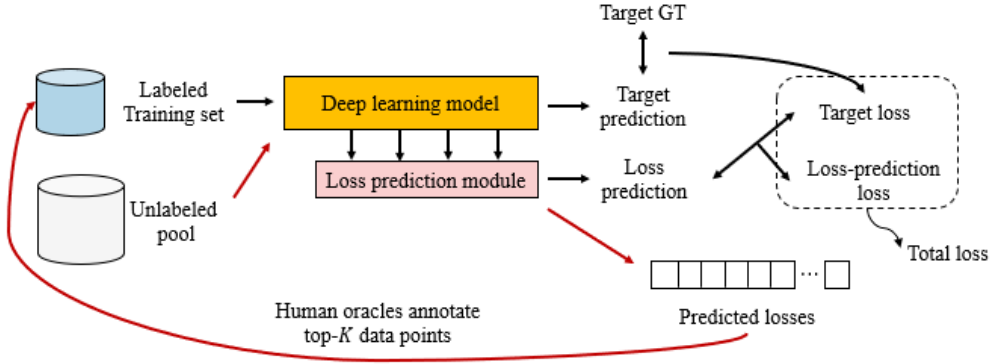 Target GT
Labeled
Training set
Deep learning model
Target
prediction
Target loss
Loss prediction module
Loss
prediction
Loss-prediction
loss
Unlabeled
pool
Total loss
...
Human oracles annotate
top-K data points
Predicted losses